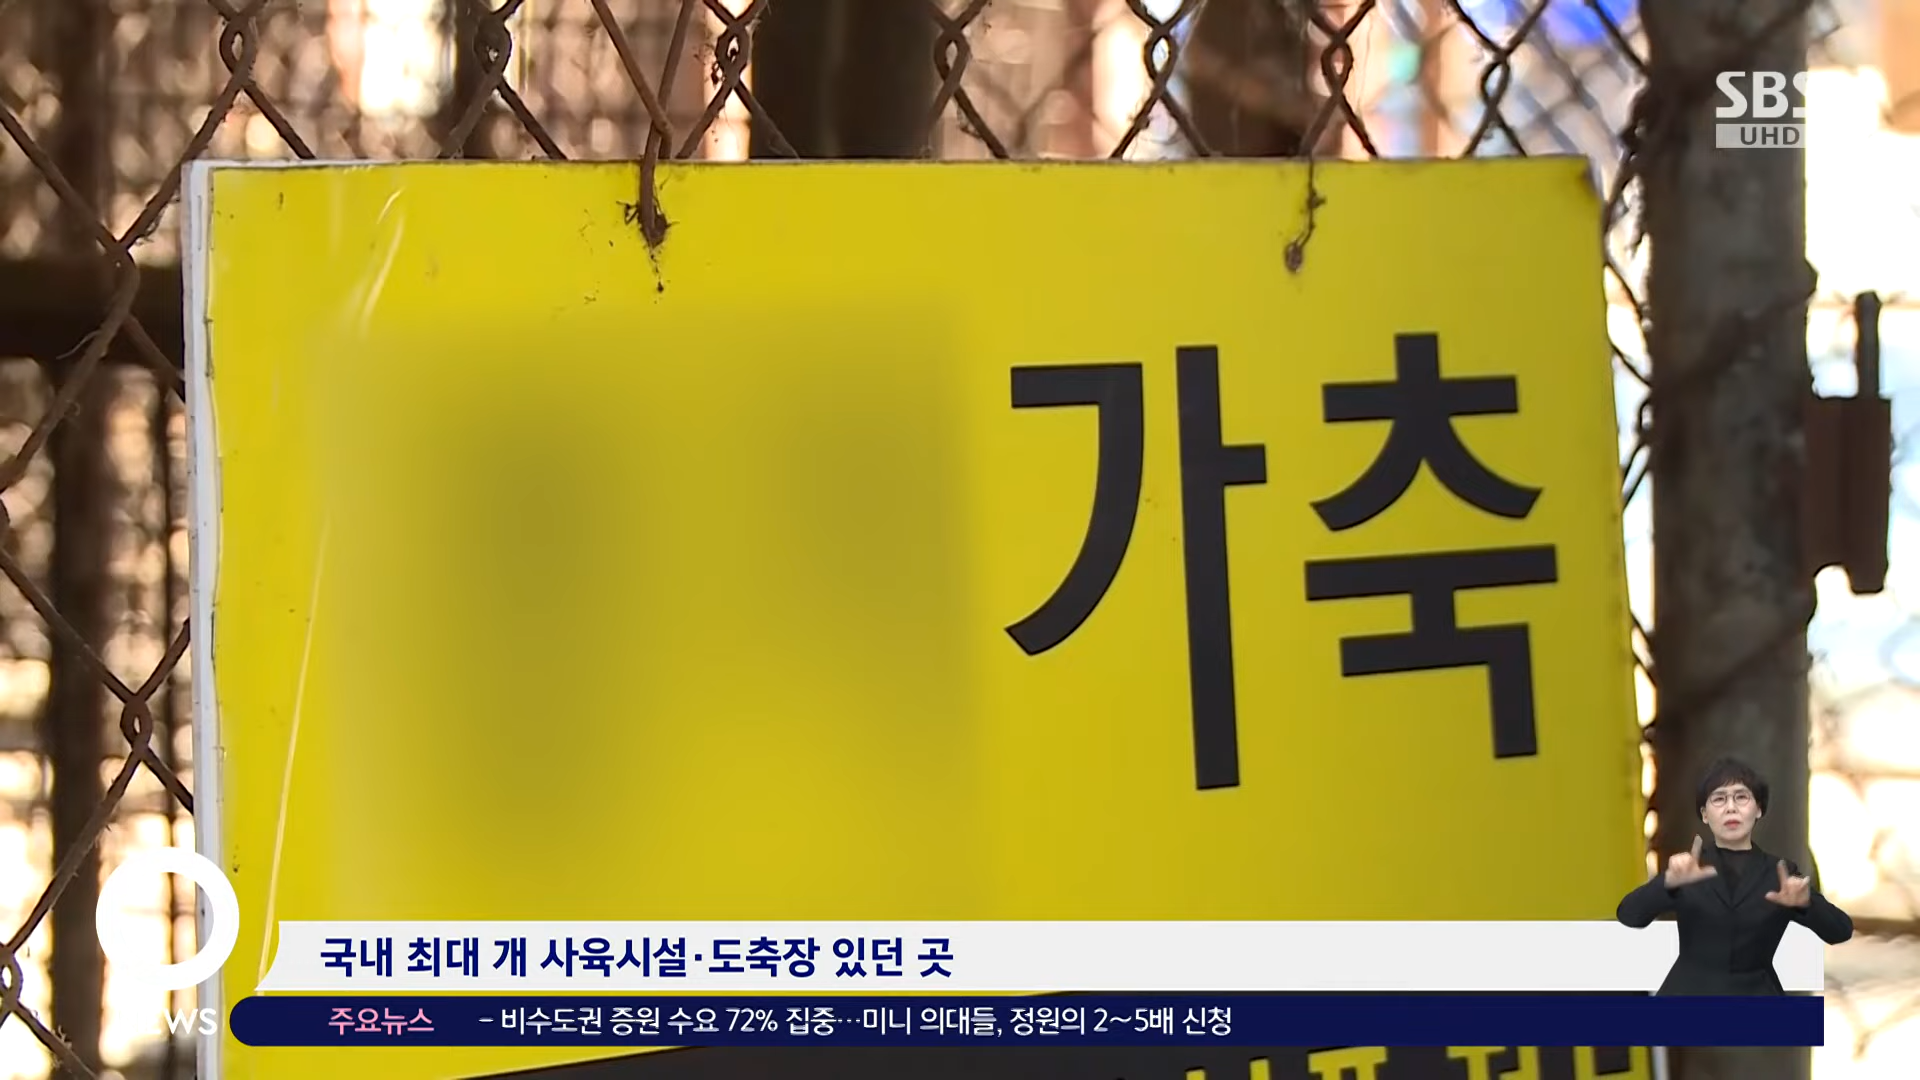 SBS
UHD
가축
국내 최대 개 사육시설·도축장 있던 곳
NEWS
주요뉴스 - 비수도권 증원 수요 72% 집중…미니 의대들, 정원의 2~5배 신청